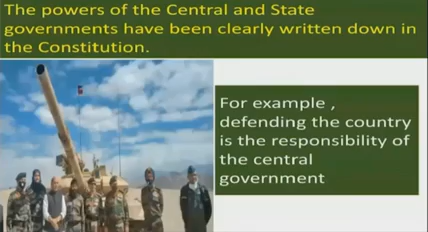 The powers of the Central and State
governments have been clearly written down in
the Constitution.
For example ,
defending the country
is the responsibility of
the central
government